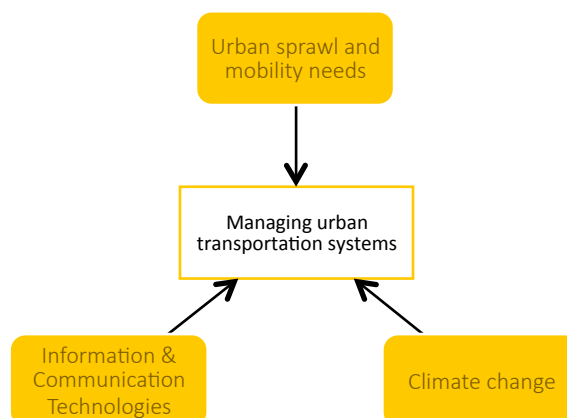 Urban sprawl and
mobility needs
Managing urban
transportation systems
Information &
Communication
Technologies
Climate change